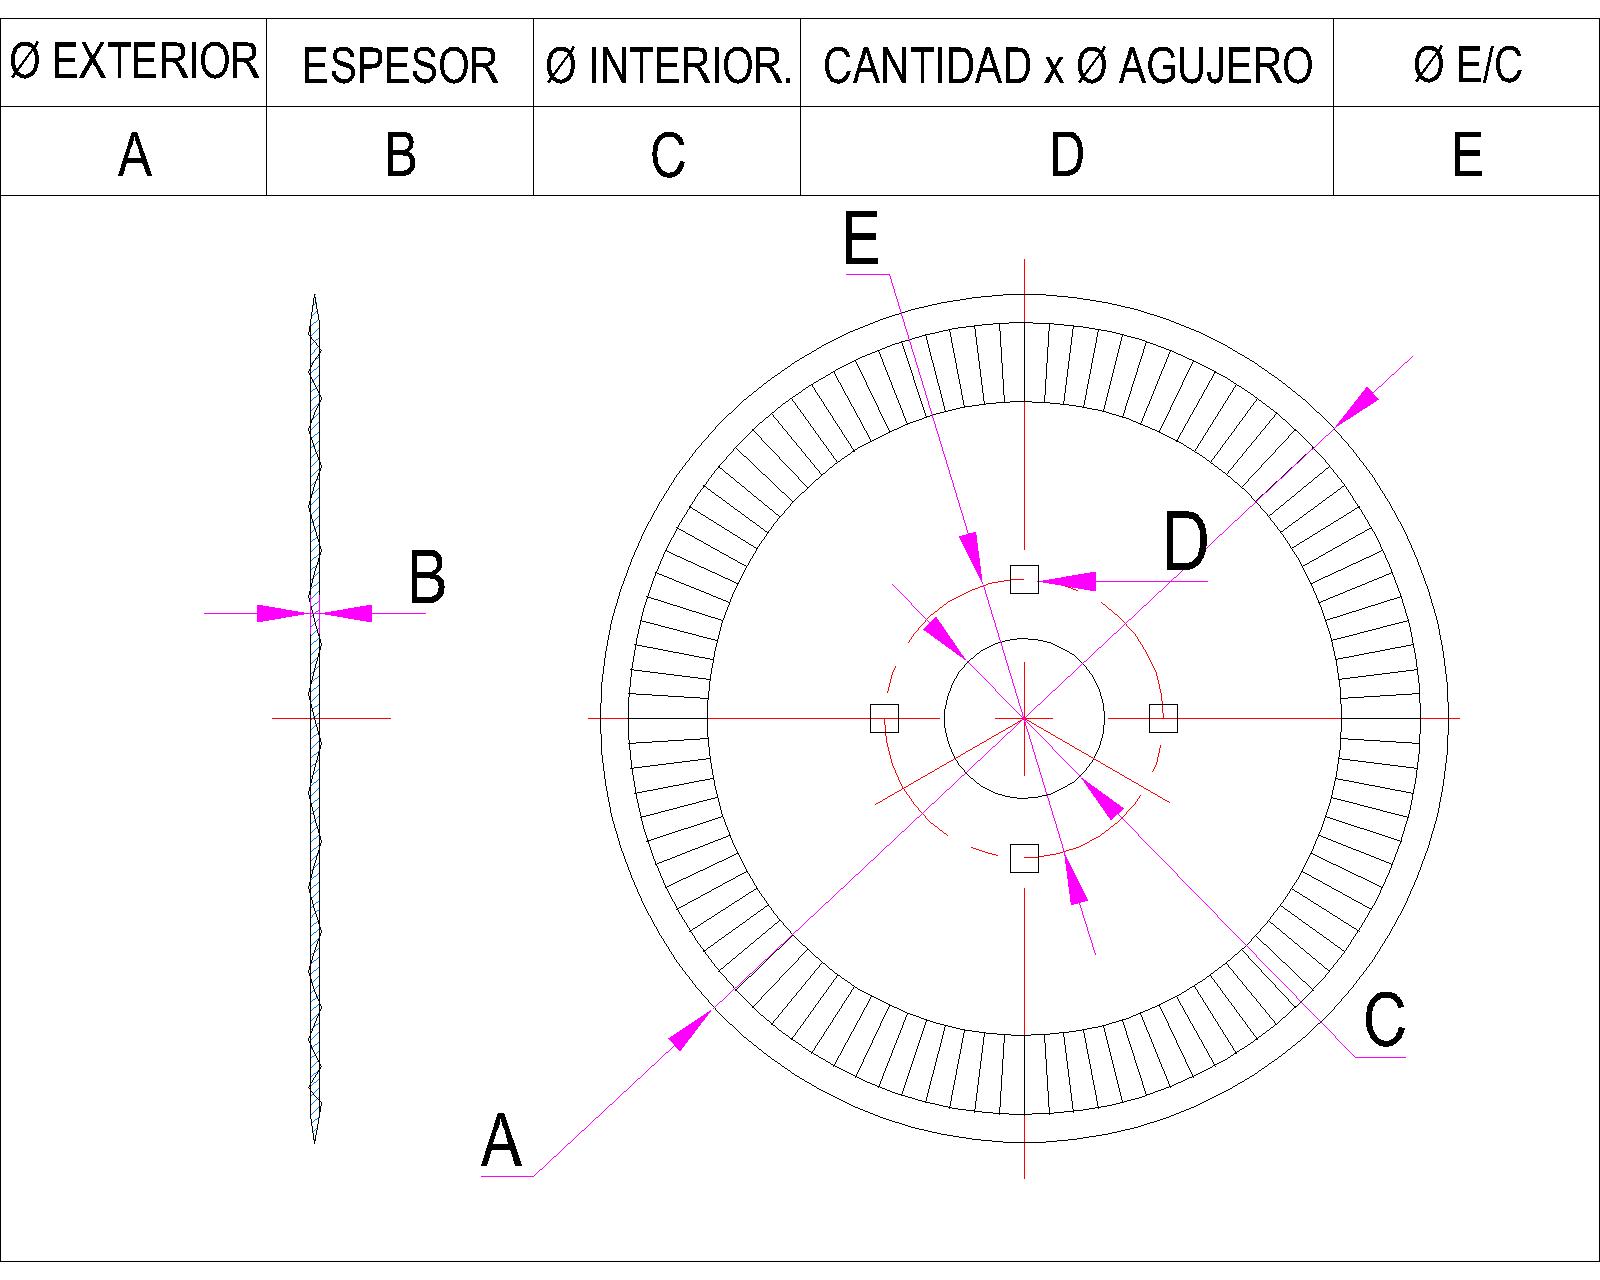 Ø EXTERIOR ESPESOR Ø INTERIOR. CANTIDAD x Ø AGUJERO Ø E/C
A B C D E
E
D
B
C
A